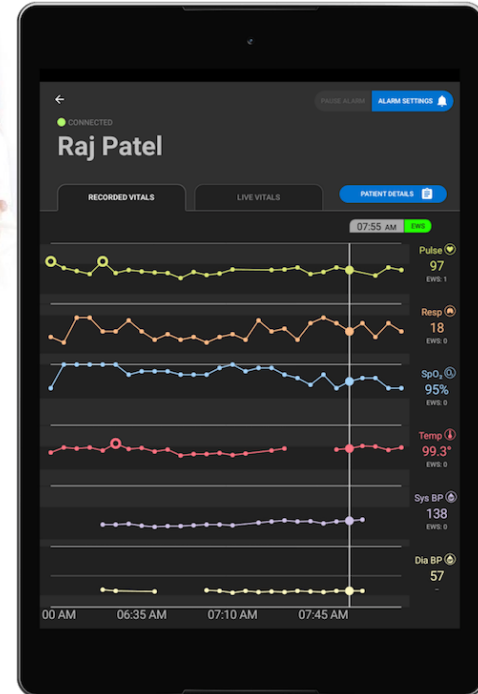 PAUSE ALARM
ALARM SETTINGS
CONNECTED
Raj Patel
RECORDED VITALS
LIVE VITALS
PATIENT DETAILS
07:55 AM
EWS
Pulse
97
EWS: 1
Resp
18
EWS: 0
SpO₂
95%
EWS: 0
Temp
99.3°
EWS: 0
Sys BP
138
EWS: 0
Dia BP
57
-
00 AM
06:35 AM
07:10 AM
07:45 AM